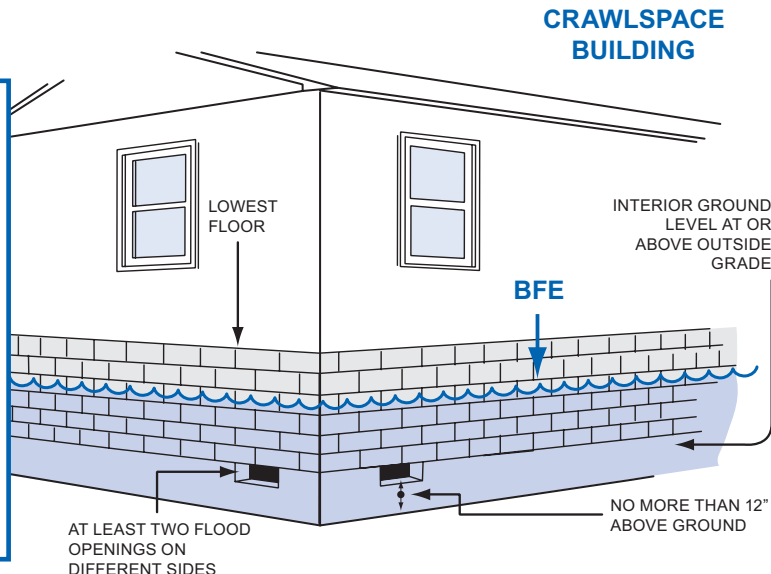 CRAWLSPACE
BUILDING
LOWEST
FLOOR
INTERIOR GROUND
LEVEL AT OR
ABOVE OUTSIDE
GRADE
BFE
AT LEAST TWO FLOOD
OPENINGS ON
DIFFERENT SIDES
NO MORE THAN 12”
ABOVE GROUND